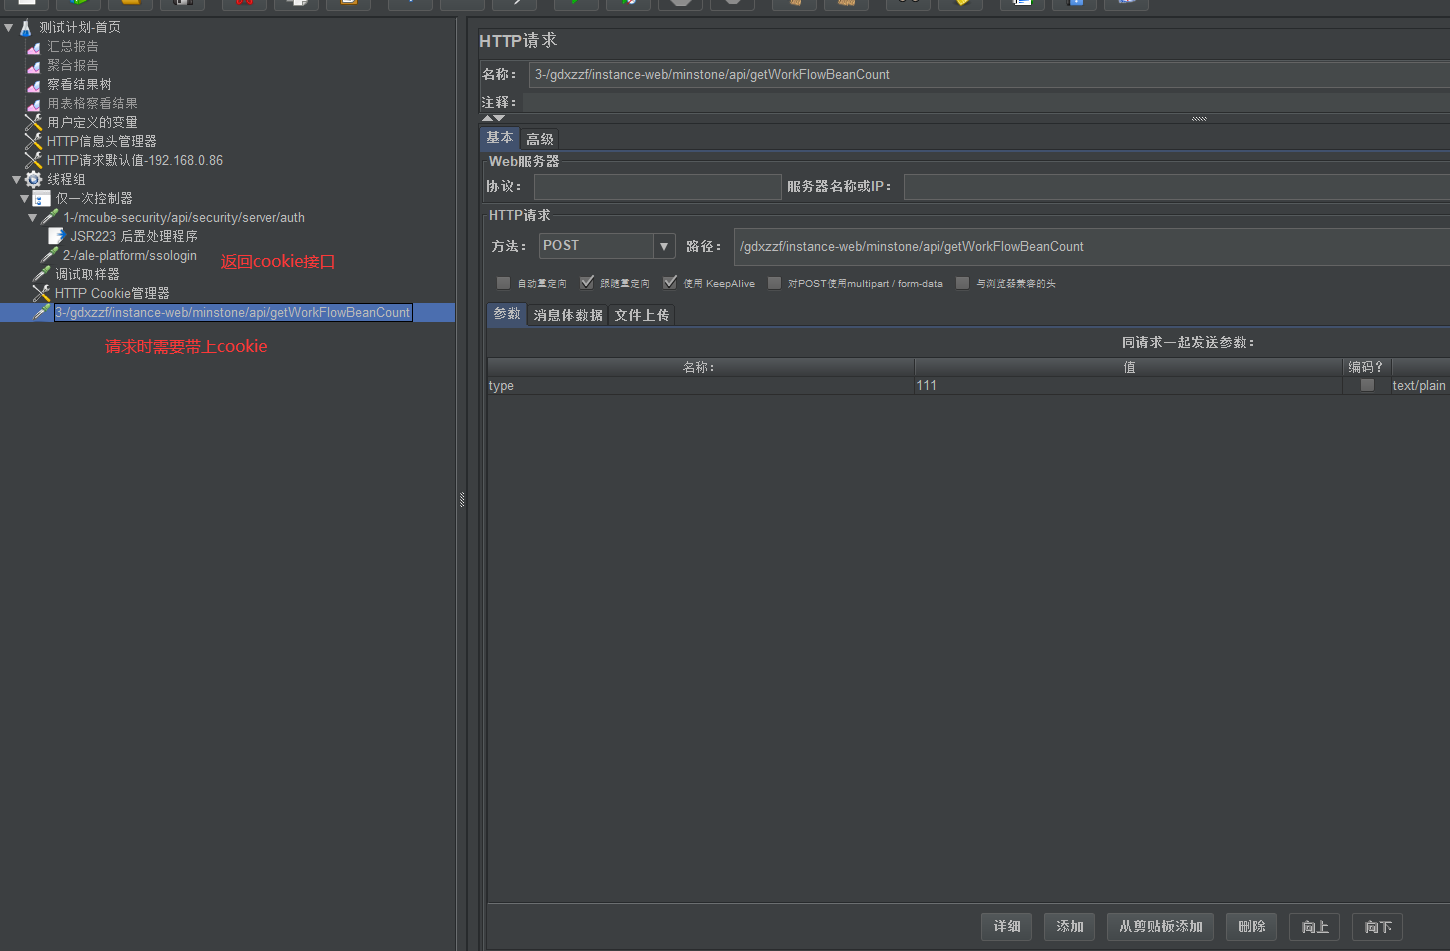 测试计划-首页
汇总报告
聚合报告
察看结果树
用表格察看结果
用户定义的变量
HTTP信息头管理器
HTTP请求默认值-192.168.0.86
线程组
仅一次控制器
1-/mcube-security/api/security/server/auth
JSR223 后置处理程序
2-/ale-platform/ssologin
返回cookie接口
调试取样器
HTTP Cookie管理器
3-/gdxzzf/instance-web/minstone/api/getWorkFlowBeanCount
请求时需要带上cookie
HTTP请求
名称： 3-/gdxzzf/instance-web/minstone/api/getWorkFlowBeanCount
注释：
基本 高级
Web服务器
协议： 服务器名称或IP：
HTTP请求
方法： POST 路径： /gdxzzf/instance-web/minstone/api/getWorkFlowBeanCount
自动重定向 跟随重定向 使用 KeepAlive 对POST使用multipart / form-data 与浏览器兼容的头
参数 消息体数据 文件上传
同请求一起发送参数：
名称： 值 编码？
type 111 text/plain
详细 添加 从剪贴板添加 删除 向上 向下